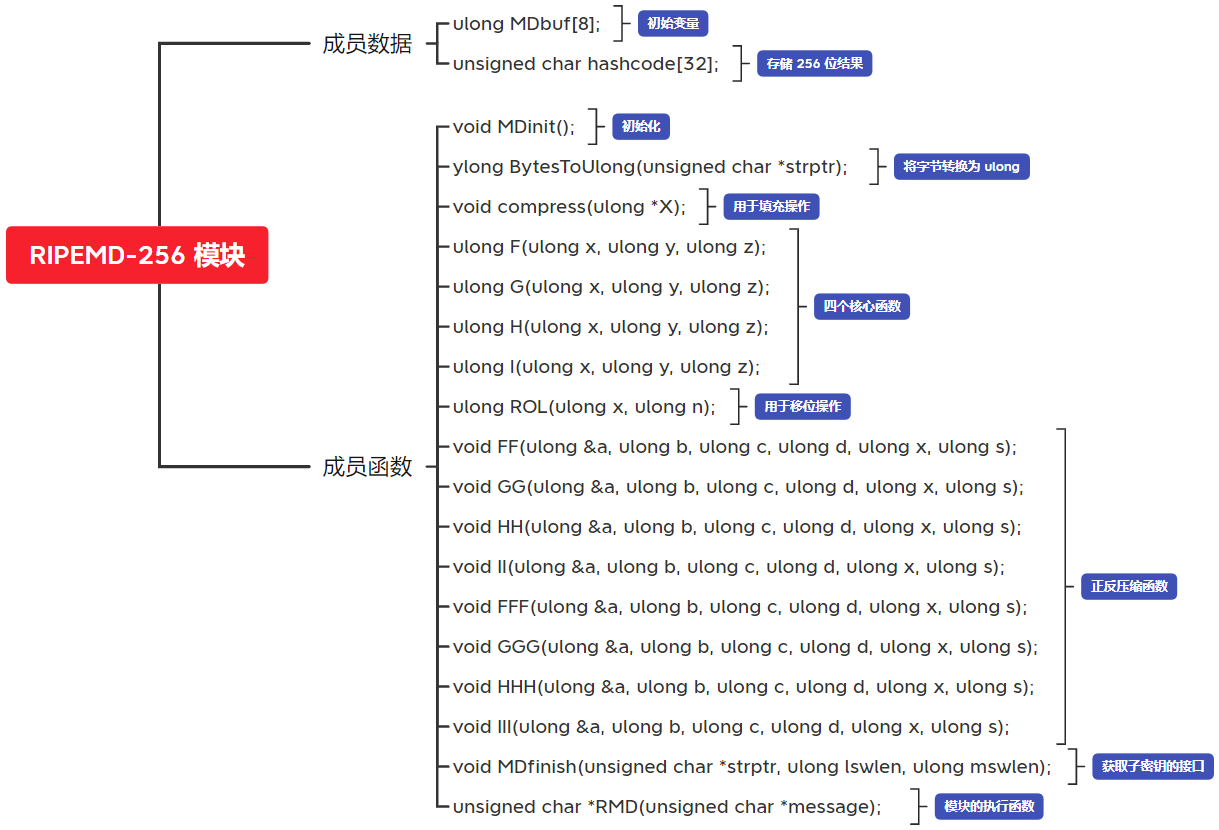 RIPEMD-256 模块
成员数据
ulong MDbuf[8];
初始变量
unsigned char hashcode[32];
存储 256 位结果
成员函数
void MDinit();
初始化
ylong BytesToUlong(unsigned char *strptr);
将字节转换为 ulong
void compress(ulong *X);
用于填充操作
ulong F(ulong x, ulong y, ulong z);
ulong G(ulong x, ulong y, ulong z);
ulong H(ulong x, ulong y, ulong z);
ulong I(ulong x, ulong y, ulong z);
四个核心函数
ulong ROL(ulong x, ulong n);
用于移位操作
void FF(ulong &a, ulong b, ulong c, ulong d, ulong x, ulong s);
void GG(ulong &a, ulong b, ulong c, ulong d, ulong x, ulong s);
void HH(ulong &a, ulong b, ulong c, ulong d, ulong x, ulong s);
void II(ulong &a, ulong b, ulong c, ulong d, ulong x, ulong s);
void FFF(ulong &a, ulong b, ulong c, ulong d, ulong x, ulong s);
void GGG(ulong &a, ulong b, ulong c, ulong d, ulong x, ulong s);
void HHH(ulong &a, ulong b, ulong c, ulong d, ulong x, ulong s);
void III(ulong &a, ulong b, ulong c, ulong d, ulong x, ulong s);
正反压缩函数
void MDfinish(unsigned char *strptr, ulong lswlen, ulong mswlen);
获取子密钥的接口
unsigned char *RMD(unsigned char *message);
模块的执行函数